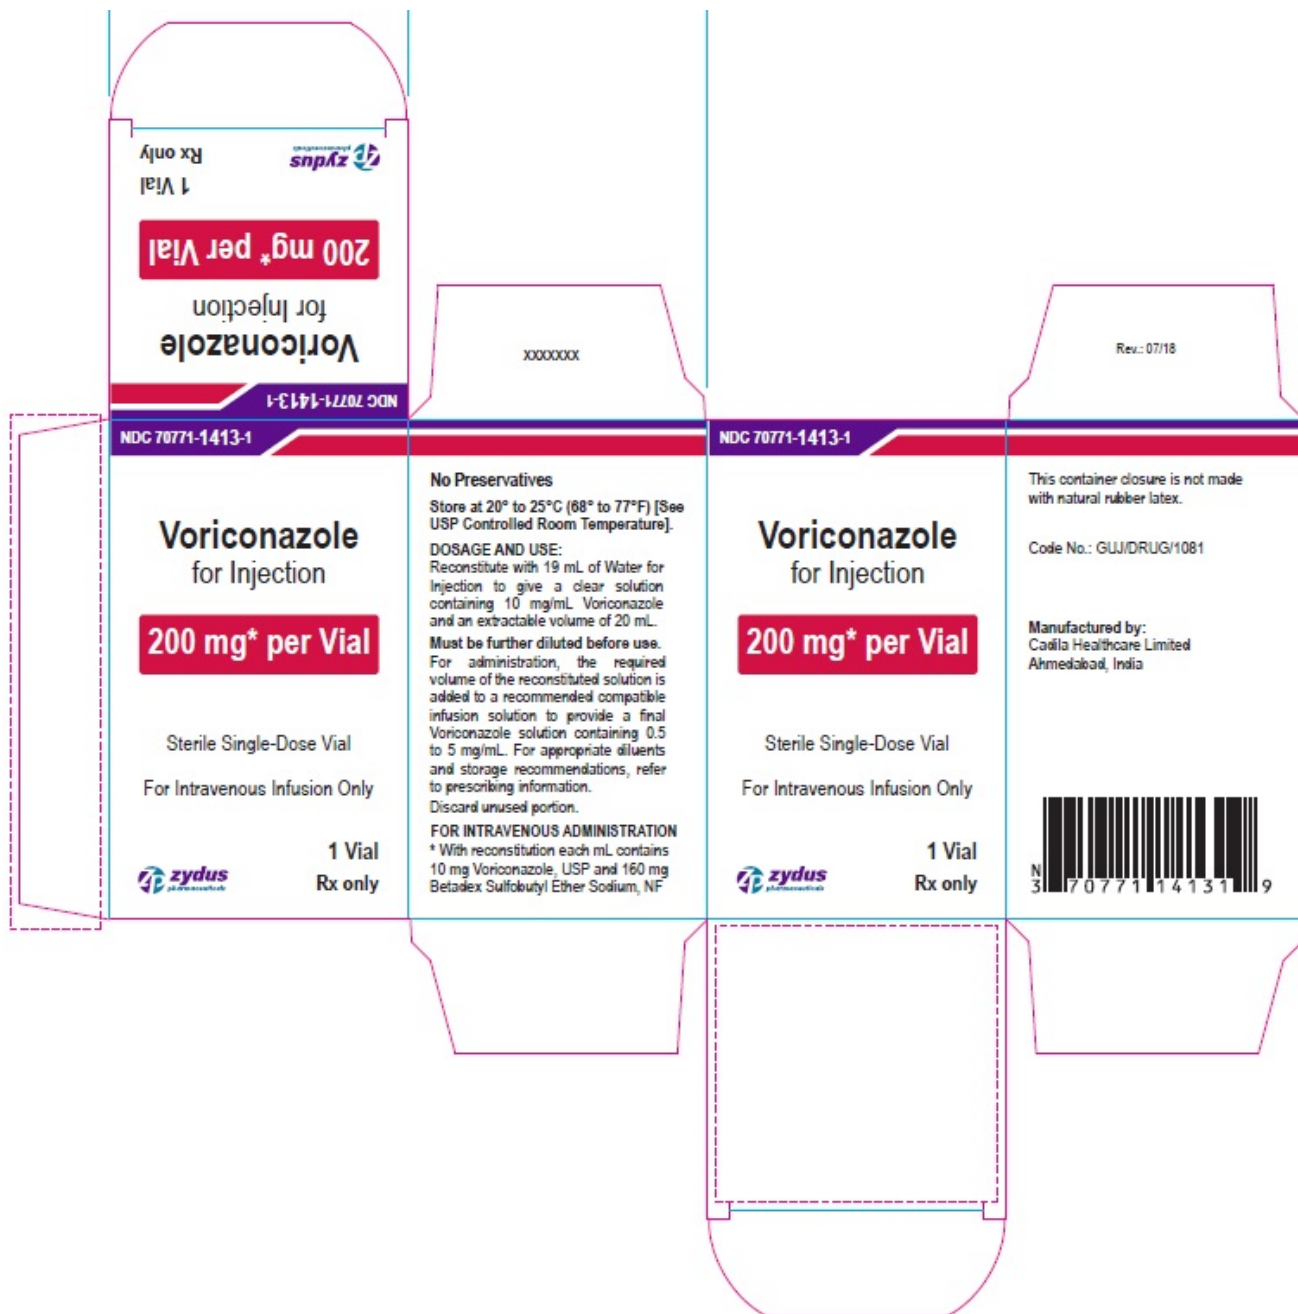 Rx only
zydus
pharmaceuticals
1 Vial
200 mg* per Vial
for Injection
Voriconazole
NDC 70771-1413-1
xxxxxxx
Rev.: 07/18
NDC 70771-1413-1
Voriconazole
for Injection
200 mg* per Vial
Sterile Single-Dose Vial
For Intravenous Infusion Only
1 Vial
Rx only
zydus
pharmaceuticals
No Preservatives
Store at 20° to 25°C (68° to 77°F) [See
USP Controlled Room Temperature].
DOSAGE AND USE:
Reconstitute with 19 mL of Water for
Injection to give a clear solution
containing 10 mg/mL Voriconazole
and an extractable volume of 20 mL.
Must be further diluted before use.
For administration, the required
volume of the reconstituted solution is
added to a recommended compatible
infusion solution to provide a final
Voriconazole solution containing 0.5
to 5 mg/mL. For appropriate diluents
and storage recommendations, refer
to prescribing information.
Discard unused portion.
FOR INTRAVENOUS ADMINISTRATION
* With reconstitution each mL contains
10 mg Voriconazole, USP and 160 mg
Betadex Sulfobutyl Ether Sodium, NF
NDC 70771-1413-1
Voriconazole
for Injection
200 mg* per Vial
Sterile Single-Dose Vial
For Intravenous Infusion Only
1 Vial
Rx only
zydus
pharmaceuticals
This container closure is not made
with natural rubber latex.
Code No.: GUJ/DRUG/1081
Manufactured by:
Cadila Healthcare Limited
Ahmedabad, India
N
3 70771 14131 9